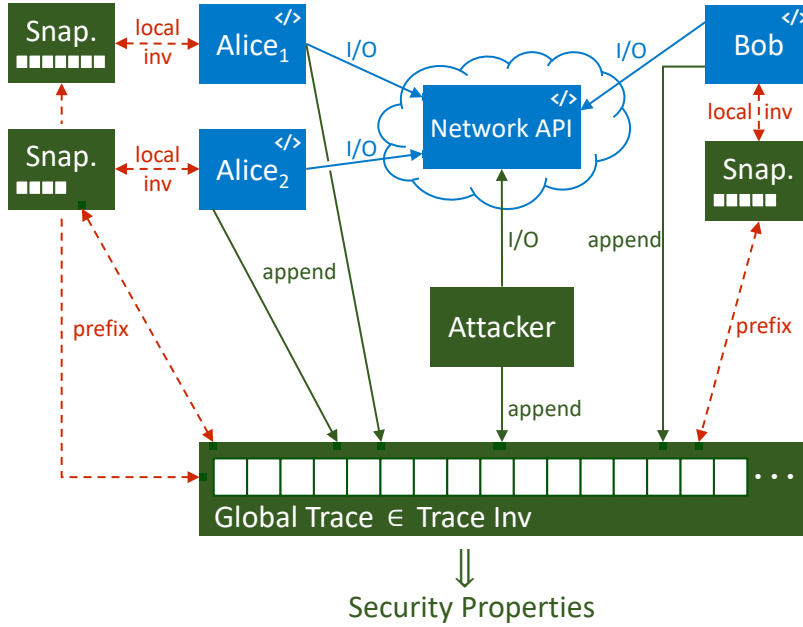 Snap.
local
inv
</>
Alice1
I/O
</>
Network API
I/O
</>
Bob
Snap.
local
inv
</>
Alice2
I/O
local inv
Snap.
I/O
append
append
prefix
Attacker
prefix
append
· · ·
Global Trace ∈ Trace Inv
⇓
Security Properties